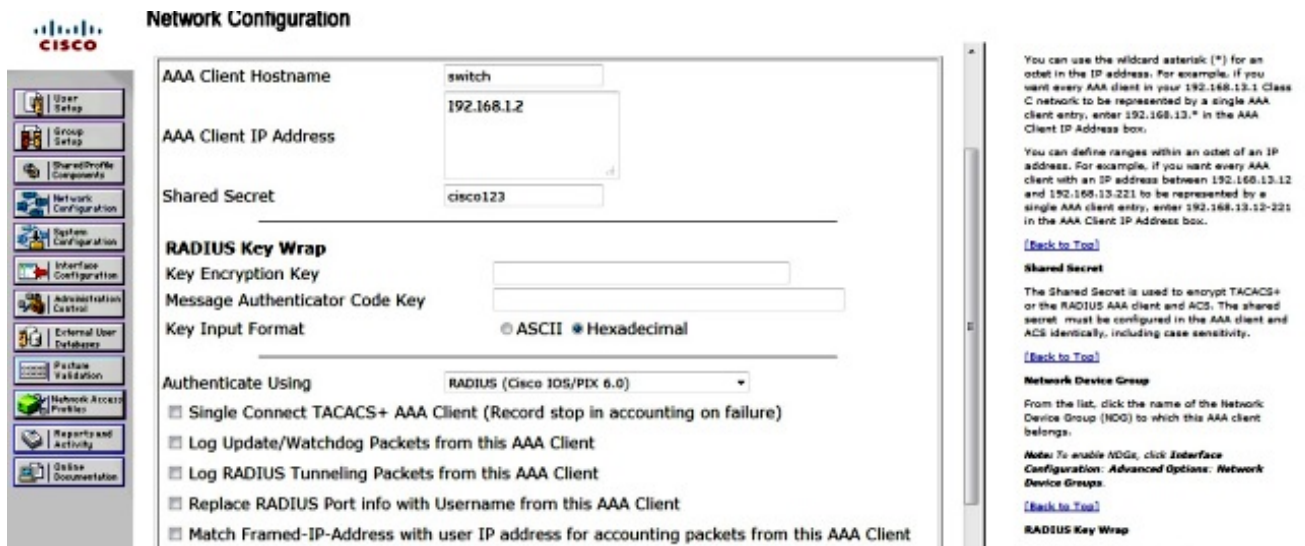 Network Configuration
CISCO
User
Setup
Group
Setup
SharedProfile
Components
Network
Configuration
System
Configuration
Interface
Configuration
Administration
Control
External User
Databases
Posture
Validation
Network Access
Profiles
Reports and
Activity
Online
Documentation
AAA Client Hostname
switch
AAA Client IP Address
192.168.1.2
Shared Secret
cisco123
RADIUS Key Wrap
Key Encryption Key
Message Authenticator Code Key
Key Input Format
ASCII Hexadecimal
Authenticate Using
RADIUS (Cisco IOS/PIX 6.0)
Single Connect TACACS+ AAA Client (Record stop in accounting on failure)
Log Update/Watchdog Packets from this AAA Client
Log RADIUS Tunneling Packets from this AAA Client
Replace RADIUS Port info with Username from this AAA Client
Match Framed-IP-Address with user IP address for accounting packets from this AAA Client
You can use the wildcard asterisk (*) for an
octet in the IP address. For example, if you
want every AAA client in your 192.168.13.1 Class
C network to be represented by a single AAA
client entry, enter 192.168.13.* in the AAA
Client IP Address box.
You can define ranges within an octet of an IP
address. For example, if you want every AAA
client with an IP address between 192.168.13.12
and 192.168.13.221 to be represented by a
single AAA client entry, enter 192.168.13.12-221
in the AAA Client IP Address box.
[Back to Top]
Shared Secret
The Shared Secret is used to encrypt TACACS+
or the RADIUS AAA client and ACS. The shared
secret must be configured in the AAA client and
ACS identically, including case sensitivity.
[Back to Top]
Network Device Group
From the list, click the name of the Network
Device Group (NDG) to which this AAA client
belongs.
Note: To enable NDGs, click Interface
Configuration: Advanced Options: Network
Device Groups.
[Back to Top]
RADIUS Key Wrap